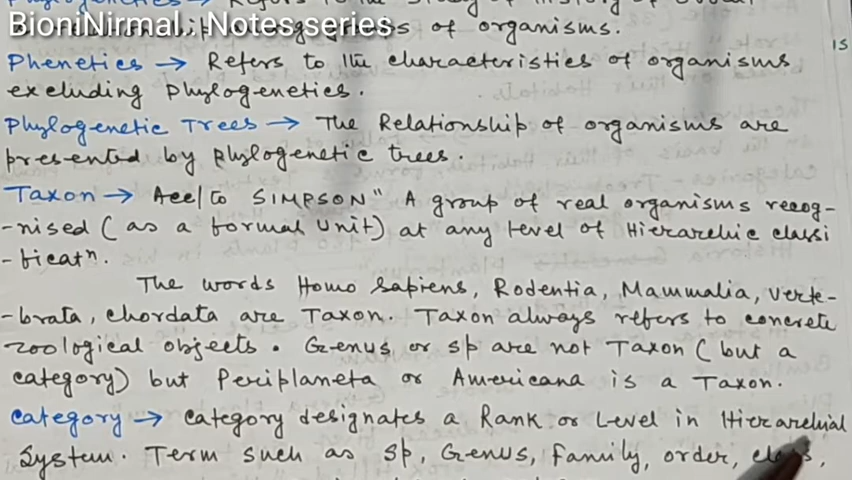 BioniNirmal, Notes series
of organisms.
Phenetics → Refers to the characteristics of organisms
excluding Phylogenetics.
15
Phylogenetic Trees → The Relationship of organisms are
presented by phylogenetic trees.
Taxon → Acc/to SIMPSON " A group of real organisms recog-
-nised (as a formal Unit) at any level of Hierarchic classi
-ficatn.
The words Homo sapiens, Rodentia, Mammalia, verte-
-brata, chordata are Taxon. Taxon always refers to concrete
zoological objects. Genus or sp are not Taxon (but a
category) but Periplaneta or Americana is a Taxon.
Category → Category designates a Rank or Level in Hierarchial
System. Term such as sp, Genus, family, order, class,